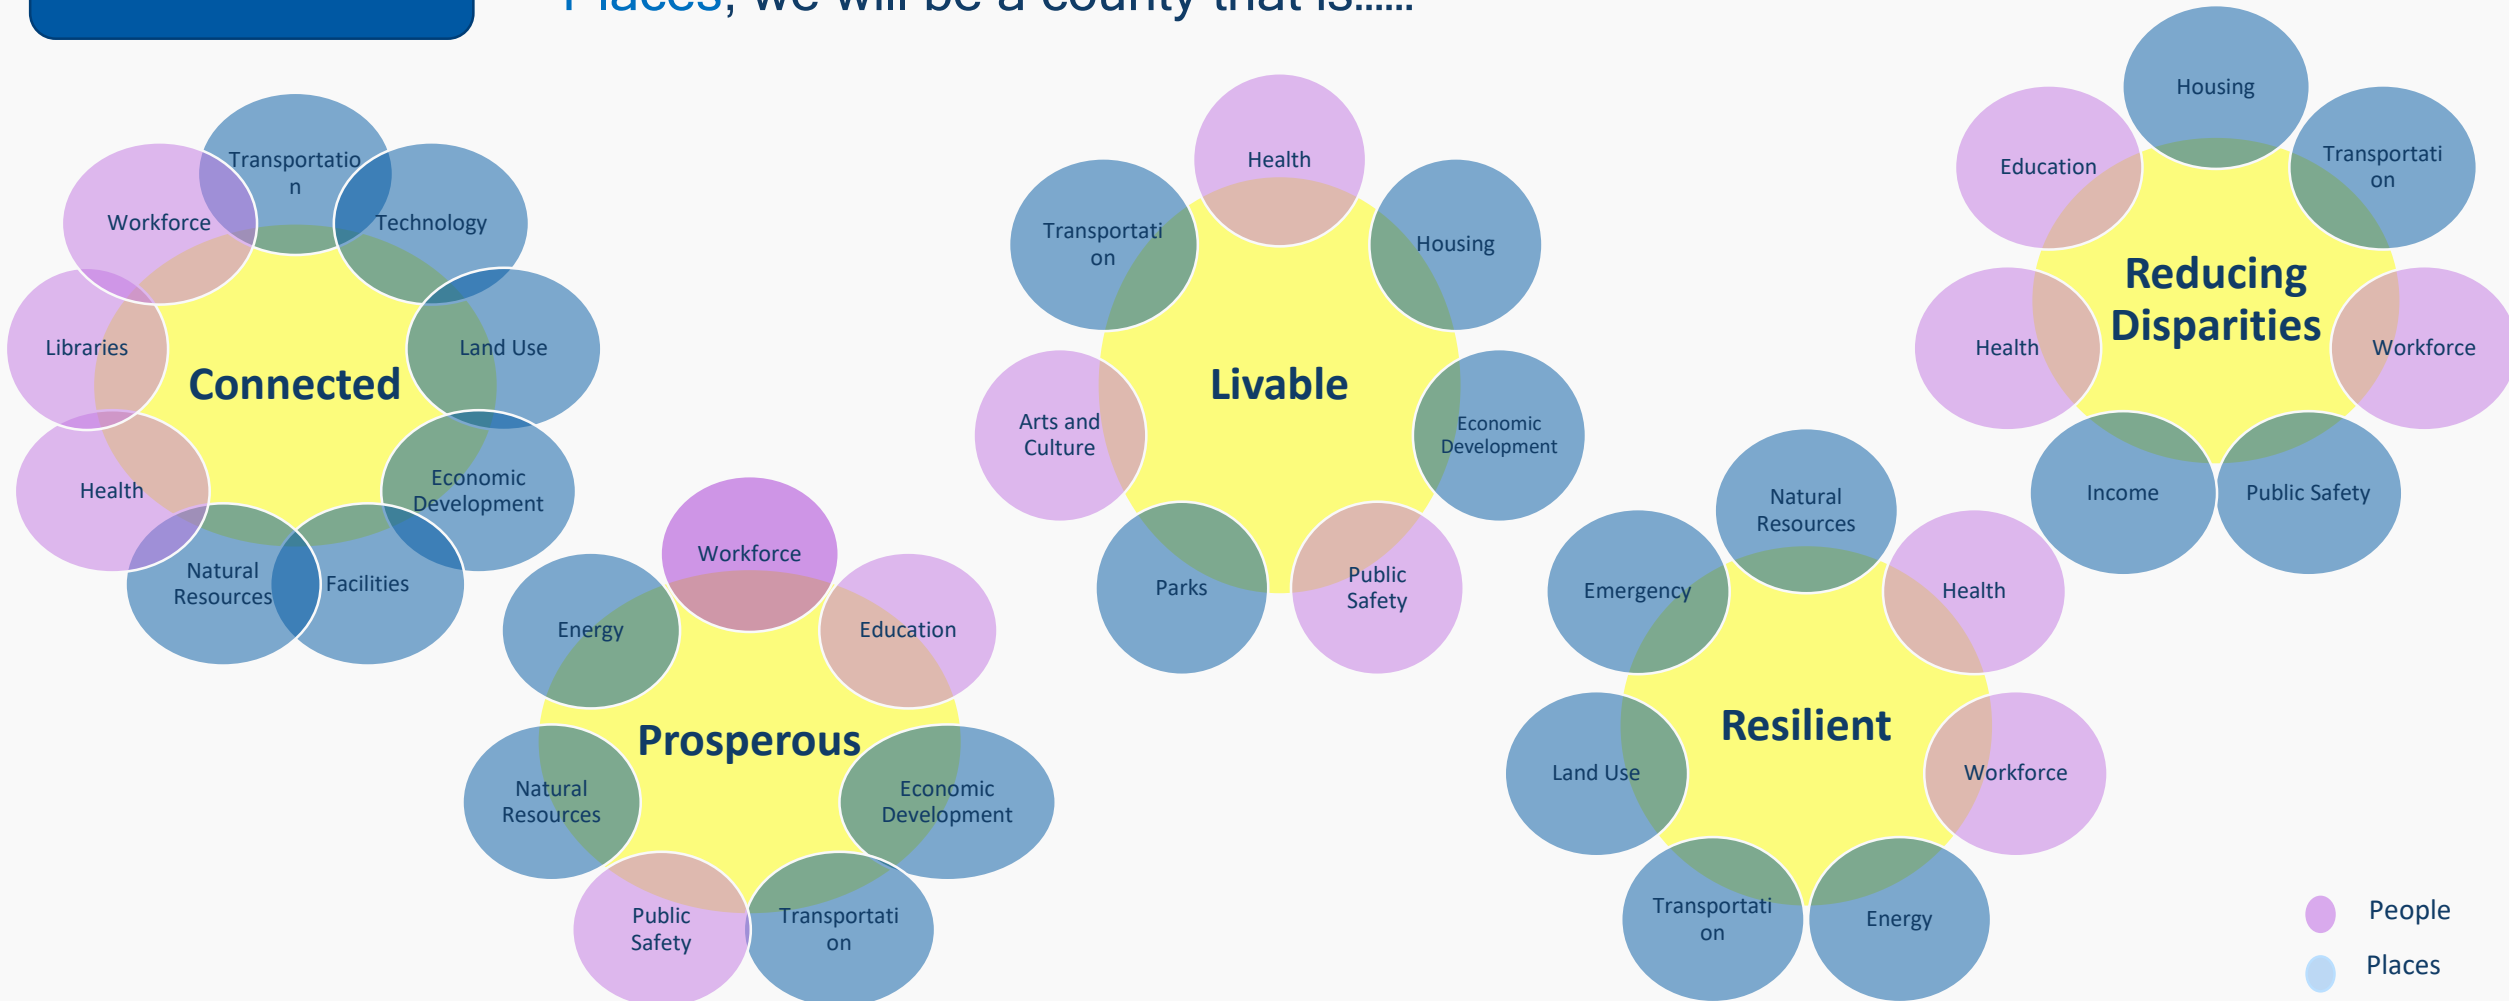 Places, we will be a county that is......
Transportatio
n
Workforce
Technology
Libraries
Land Use
Connected
Health
Economic
Development
Natural
Resources
Facilities
Workforce
Energy
Education
Prosperous
Natural
Resources
Economic
Development
Public
Safety
Transportati
on
Health
Transportati
on
Housing
Livable
Arts and
Culture
Economic
Development
Parks
Public
Safety
Housing
Education
Transportati
on
Reducing
Disparities
Health
Workforce
Income
Public Safety
Natural
Resources
Emergency
Health
Resilient
Land Use
Workforce
Transportati
on
Energy
People
Places